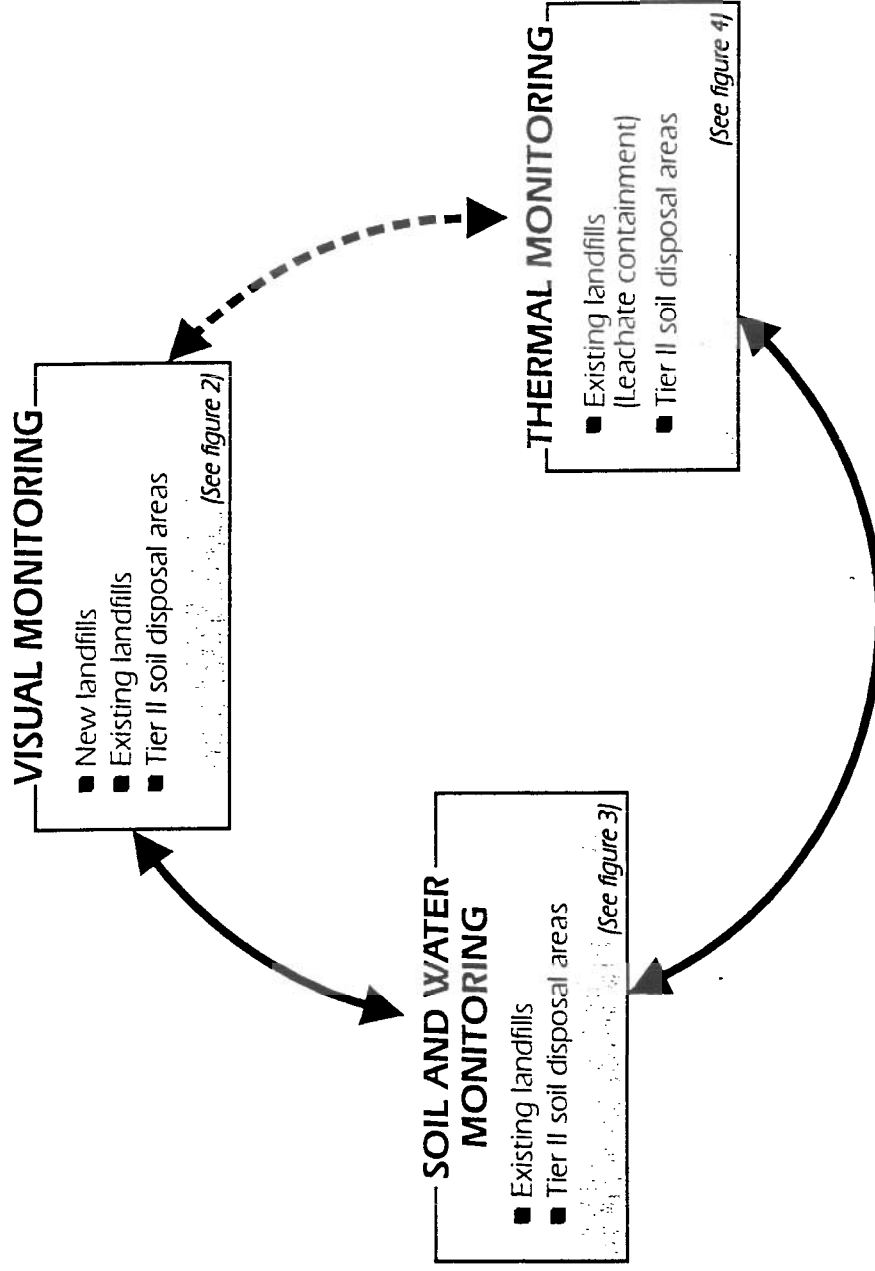 VISUAL MONITORING
■ New landfills
■ Existing landfills
■ Tier II soil disposal areas
(See figure 2)
SOIL AND WATER
MONITORING
■ Existing landfills
■ Tier II soil disposal areas
(See figure 3)
THERMAL MONITORING
■ Existing landfills
(Leachate containment)
■ Tier II soil disposal areas
(See figure 4)